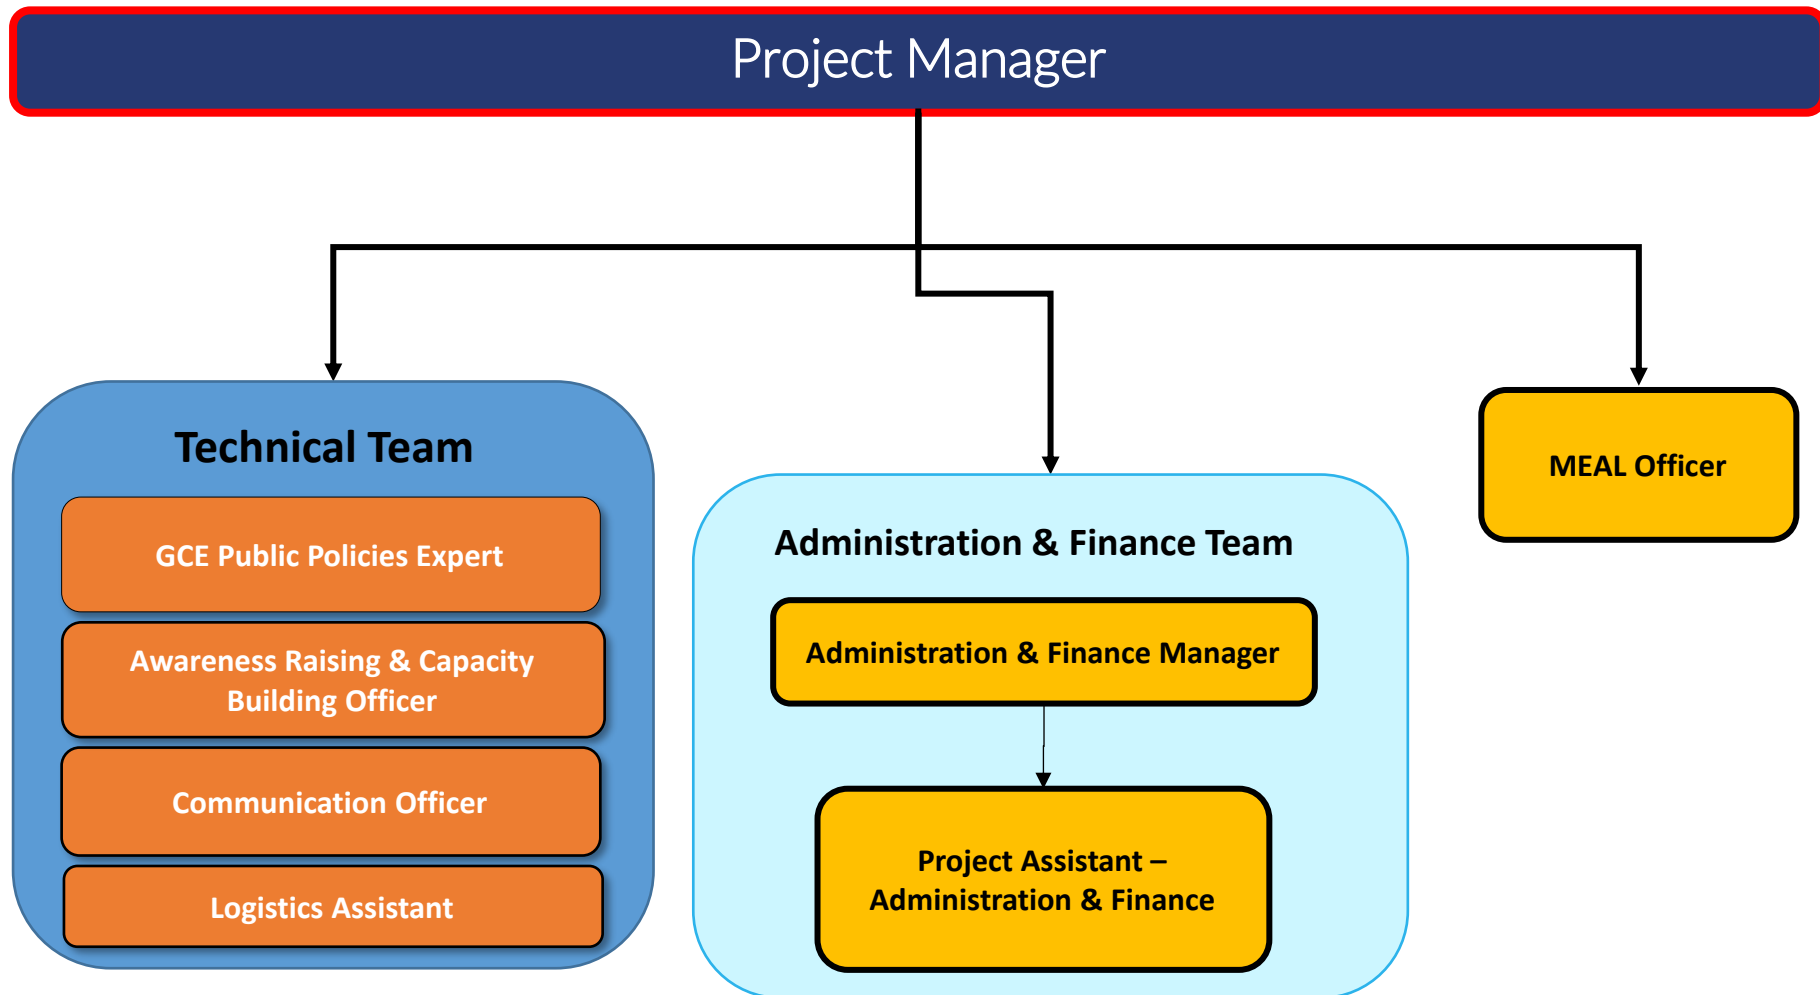 Project Manager
Technical Team
GCE Public Policies Expert
Awareness Raising & Capacity
Building Officer
Communication Officer
Logistics Assistant
Administration & Finance Team
Administration & Finance Manager
Project Assistant –
Administration & Finance
MEAL Officer